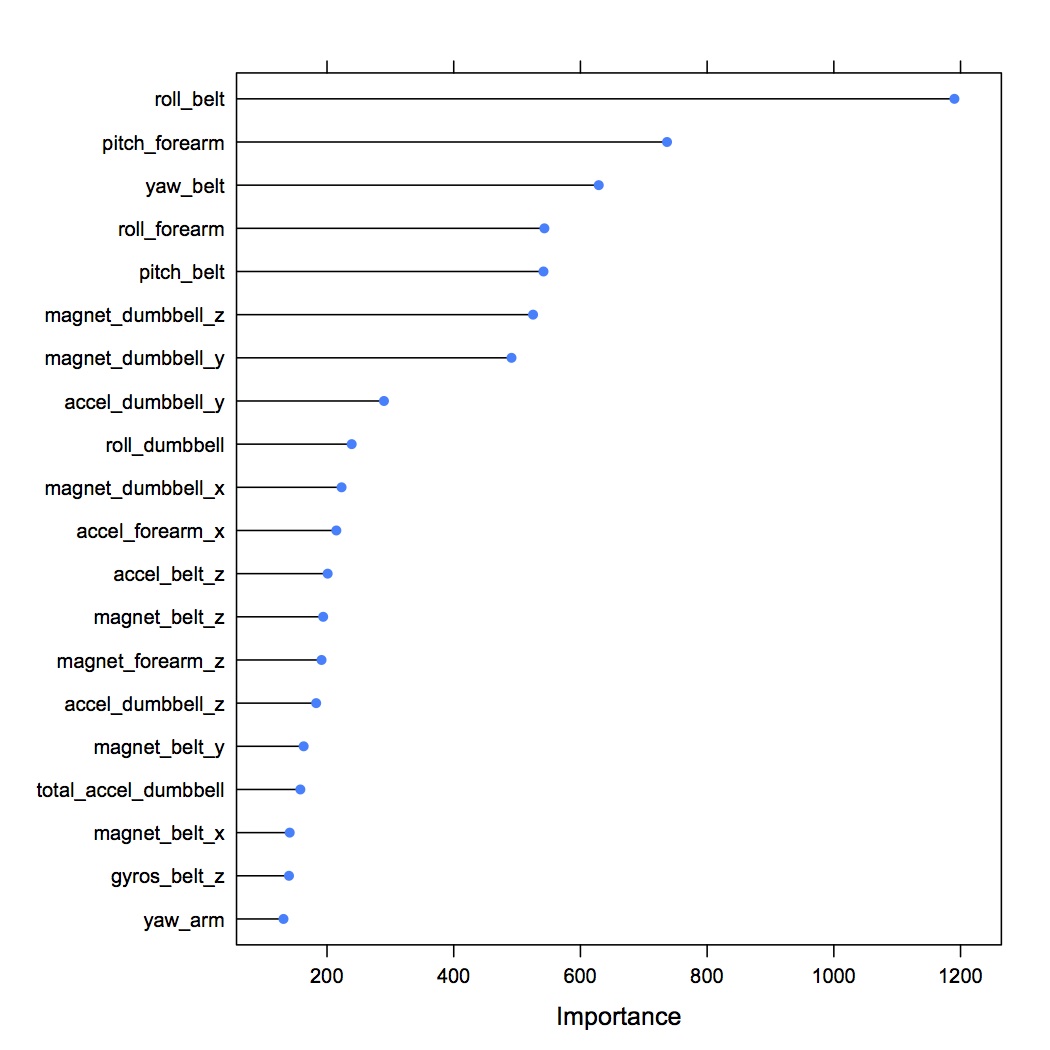 roll_belt
pitch_forearm
yaw_belt
roll_forearm
pitch_belt
magnet_dumbbell_z
magnet_dumbbell_y
accel_dumbbell_y
roll_dumbbell
magnet_dumbbell_x
accel_forearm_x
accel_belt_z
magnet_belt_z
magnet_forearm_z
accel_dumbbell_z
magnet_belt_y
total_accel_dumbbell
magnet_belt_x
gyros_belt_z
yaw_arm
200 400 600 800 1000 1200
Importance